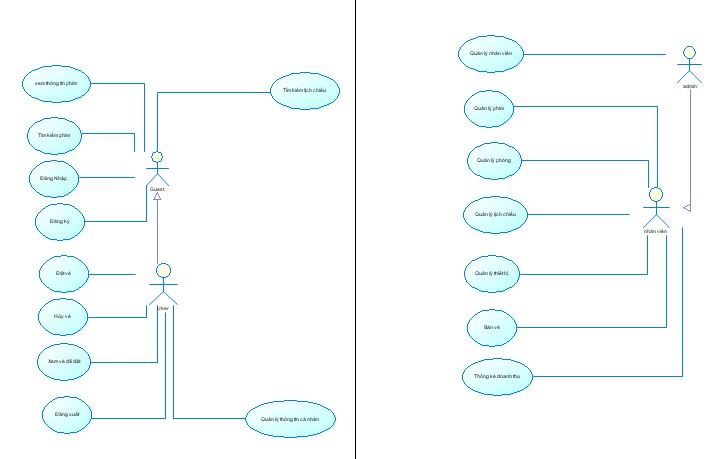 xem thông tin phim
Tìm kiếm lịch chiếu
Tìm kiếm phim
Đăng Nhập
Guest
Đăng ký
Đặt vé
User
Hủy vé
Xem vé đã đặt
Đăng xuất
Quản lý thông tin cá nhân
Quản lý nhân viên
admin
Quản lý phim
Quản lý phòng
Quản lý lịch chiếu
nhân viên
Quản lý thiết bị
Bán vé
Thống kê doanh thu